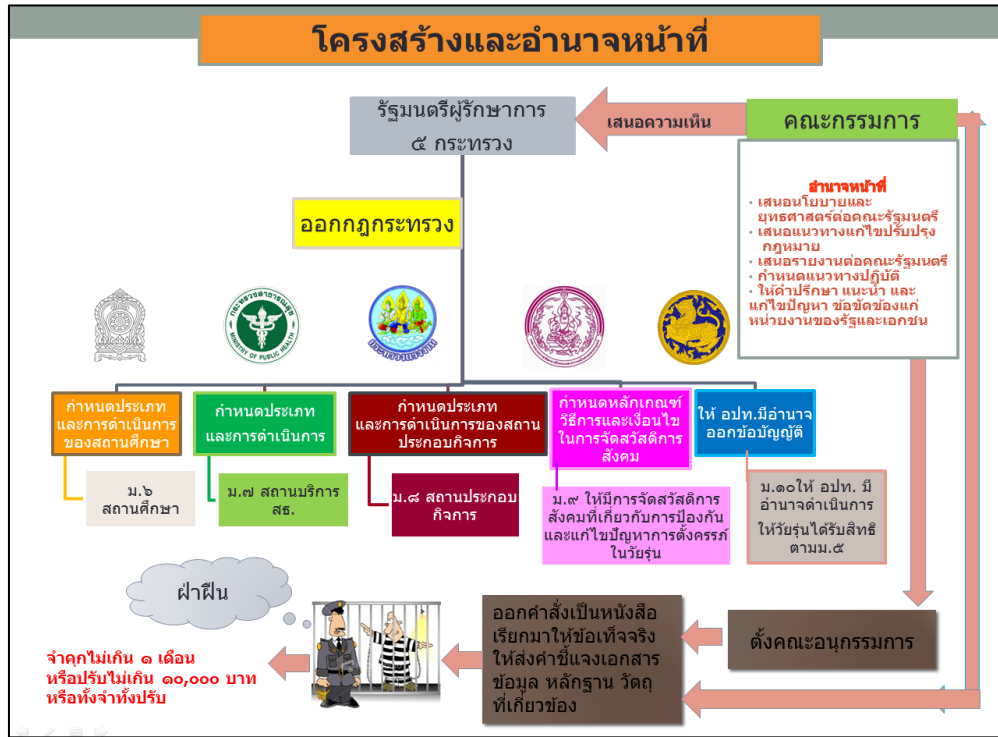 โครงสร้างและอำนาจหน้าที่
รัฐมนตรีผู้รักษาการ
๕ กระทรวง
เสนอความเห็น
คณะกรรมการ
อำนาจหน้าที่
• เสนอนโยบายและ
ยุทธศาสตร์ต่อคณะรัฐมนตรี
• เสนอแนวทางแก้ไขปรับปรุง
กฎหมาย
• เสนอรายงานต่อคณะรัฐมนตรี
• กำหนดแนวทางปฏิบัติ
• ให้คำปรึกษา แนะนำ และ
แก้ไขปัญหา ข้อขัดข้องแก่
หน่วยงานของรัฐและเอกชน
ออกกฎกระทรวง
กระทรวงสาธารณสุข
MINISTRY OF PUBLIC HEALTH
กระทรวงแรงงาน
กำหนดประเภท
และการดำเนินการ
ของสถานศึกษา
กำหนดประเภท
และการดำเนินการ
กำหนดประเภท
และการดำเนินการของสถาน
ประกอบกิจการ
กำหนดหลักเกณฑ์
วิธีการและเงื่อนไข
ในการจัดสวัสดิการ
สังคม
ให้ อปท.มีอำนาจ
ออกข้อบัญญัติ
ม.๖
สถานศึกษา
ม.๗ สถานบริการ
สธ.
ม.๘ สถานประกอบ
กิจการ
ม.๙ ให้มีการจัดสวัสดิการ
สังคมที่เกี่ยวกับการป้องกัน
และแก้ไขปัญหาการตั้งครรภ์
ในวัยรุ่น
ม.๑๐ให้ อปท. มี
อำนาจดำเนินการ
ให้วัยรุ่นได้รับสิทธิ
ตามม.๕
ฝ่าฝืน
จำคุกไม่เกิน ๑ เดือน
หรือปรับไม่เกิน ๑๐,๐๐๐ บาท
หรือทั้งจำทั้งปรับ
ออกคำสั่งเป็นหนังสือ
เรียกมาให้ข้อเท็จจริง
ให้ส่งคำชี้แจงเอกสาร
ข้อมูล หลักฐาน วัตถุ
ที่เกี่ยวข้อง
ตั้งคณะอนุกรรมการ